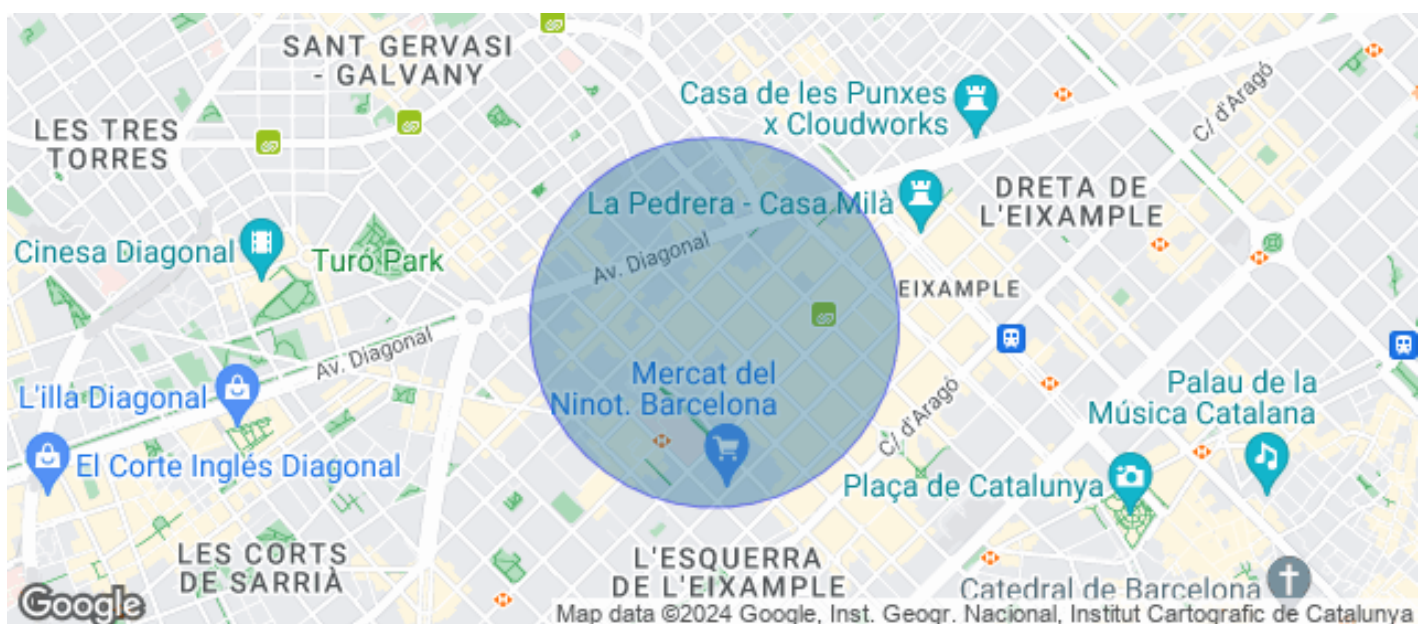 SANT GERVASI
- GALVANY
LES TRES
TORRES
Casa de les Punxes
x Cloudworks
C/ d'Aragó
La Pedrera - Casa Milà
DRETA DE
L'EIXAMPLE
Cinesa Diagonal
Turó Park
Av. Diagonal
EIXAMPLE
Av. Diagonal
L'illa Diagonal
Mercat del
Ninot. Barcelona
C/ d'Aragó
Palau de la
Música Catalana
El Corte Inglés Diagonal
Plaça de Catalunya
LES CORTS
DE SARRIÀ
L'ESQUERRA
DE L'EIXAMPLE
Catedral de Barcelona
Google
Map data ©2024 Google, Inst. Geogr. Nacional, Institut Cartografic de Catalunya